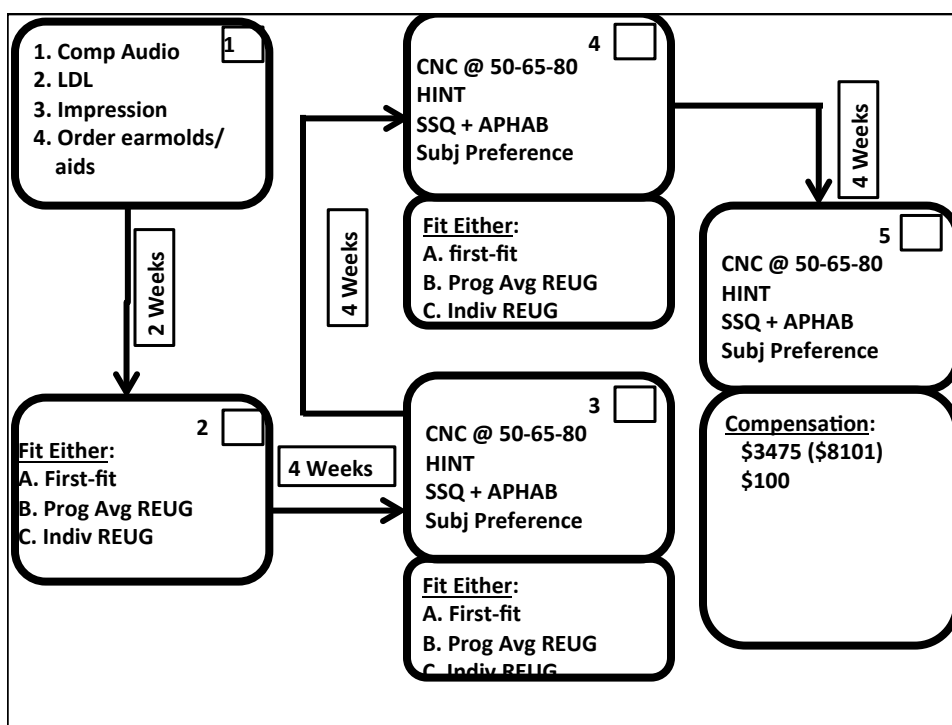 1
1. Comp Audio
2. LDL
3. Impression
4. Order earmolds/
aids
2 Weeks
2
Fit Either:
A. First-fit
B. Prog Avg REUG
C. Indiv REUG
4 Weeks
3
CNC @ 50-65-80
HINT
SSQ + APHAB
Subj Preference
Fit Either:
A. First-fit
B. Prog Avg REUG
C. Indiv REUG
4 Weeks
4
CNC @ 50-65-80
HINT
SSQ + APHAB
Subj Preference
Fit Either:
A. first-fit
B. Prog Avg REUG
C. Indiv REUG
4 Weeks
5
CNC @ 50-65-80
HINT
SSQ + APHAB
Subj Preference
Compensation:
$3475 ($8101)
$100